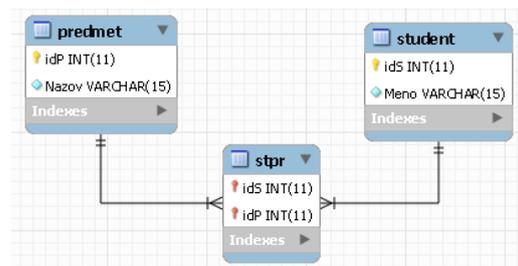 predmet
idP INT(11)
Nazov VARCHAR(15)
Indexes
student
idS INT(11)
Meno VARCHAR(15)
Indexes
stpr
idS INT(11)
idP INT(11)
Indexes